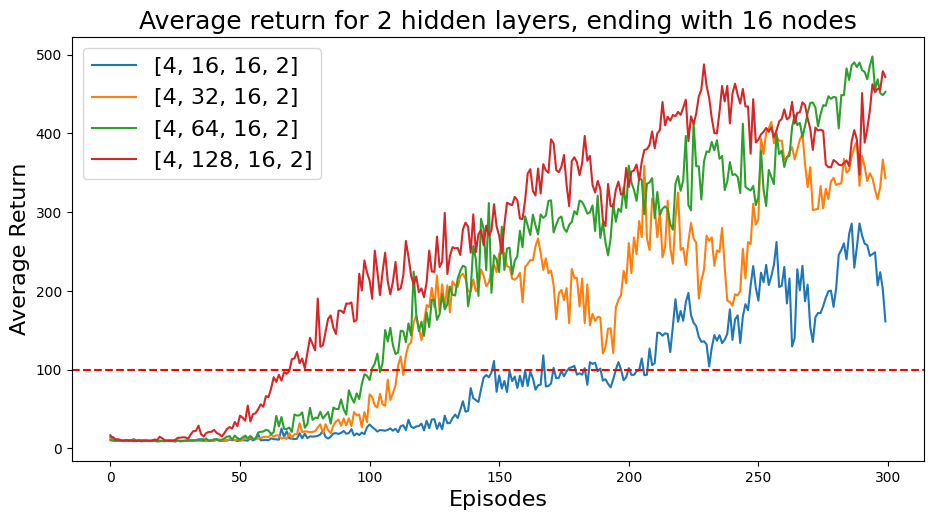 Average return for 2 hidden layers, ending with 16 nodes
[4, 16, 16, 2]
[4, 32, 16, 2]
[4, 64, 16, 2]
[4, 128, 16, 2]
500
400
300
200
100
0
Average Return
0 50 100 150 200 250 300
Episodes